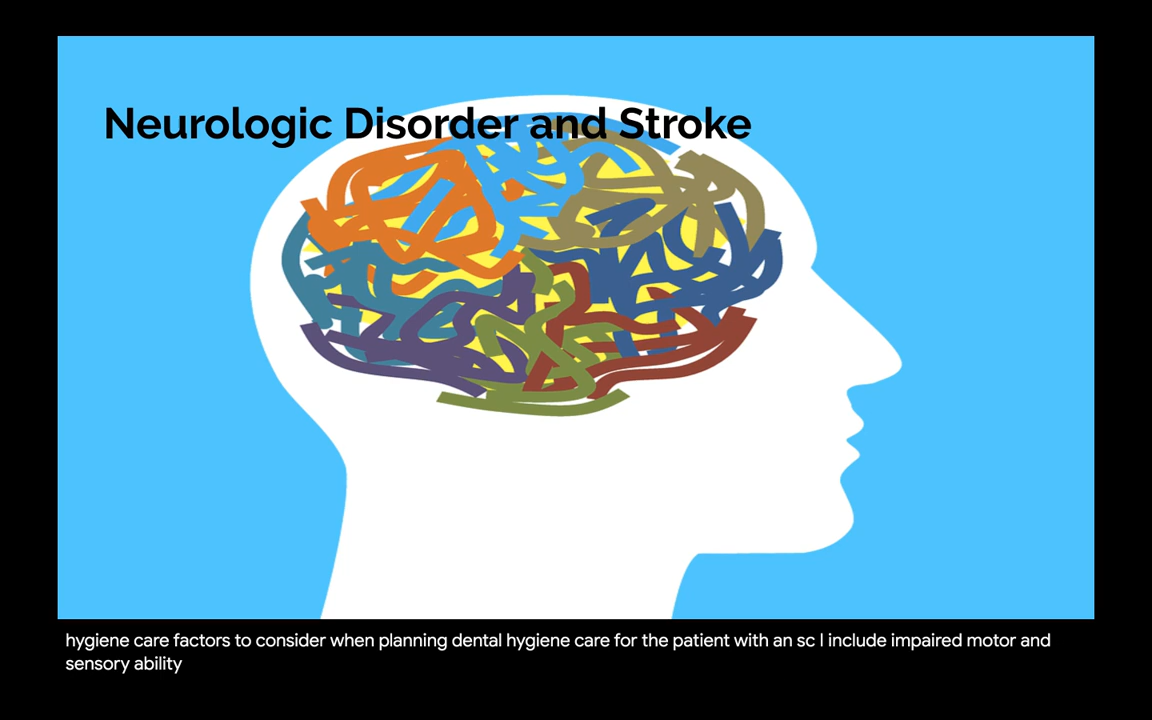 Neurologic Disorder and Stroke
hygiene care factors to consider when planning dental hygiene care for the patient with an sc l include impaired motor and
sensory ability